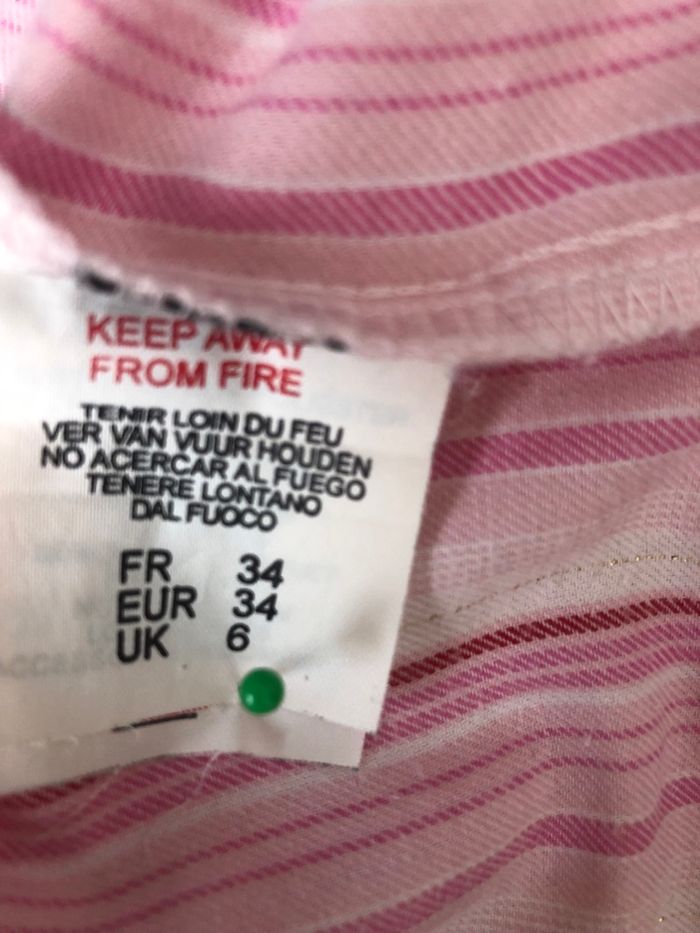 KEEP AWAY
FROM FIRE
TENIR LOIN DU FEU
VER VAN VUUR HOUDEN
NO ACERCAR AL FUEGO
TENERE LONTANO
DAL FUOCO
FR 34
EUR 34
UK 6